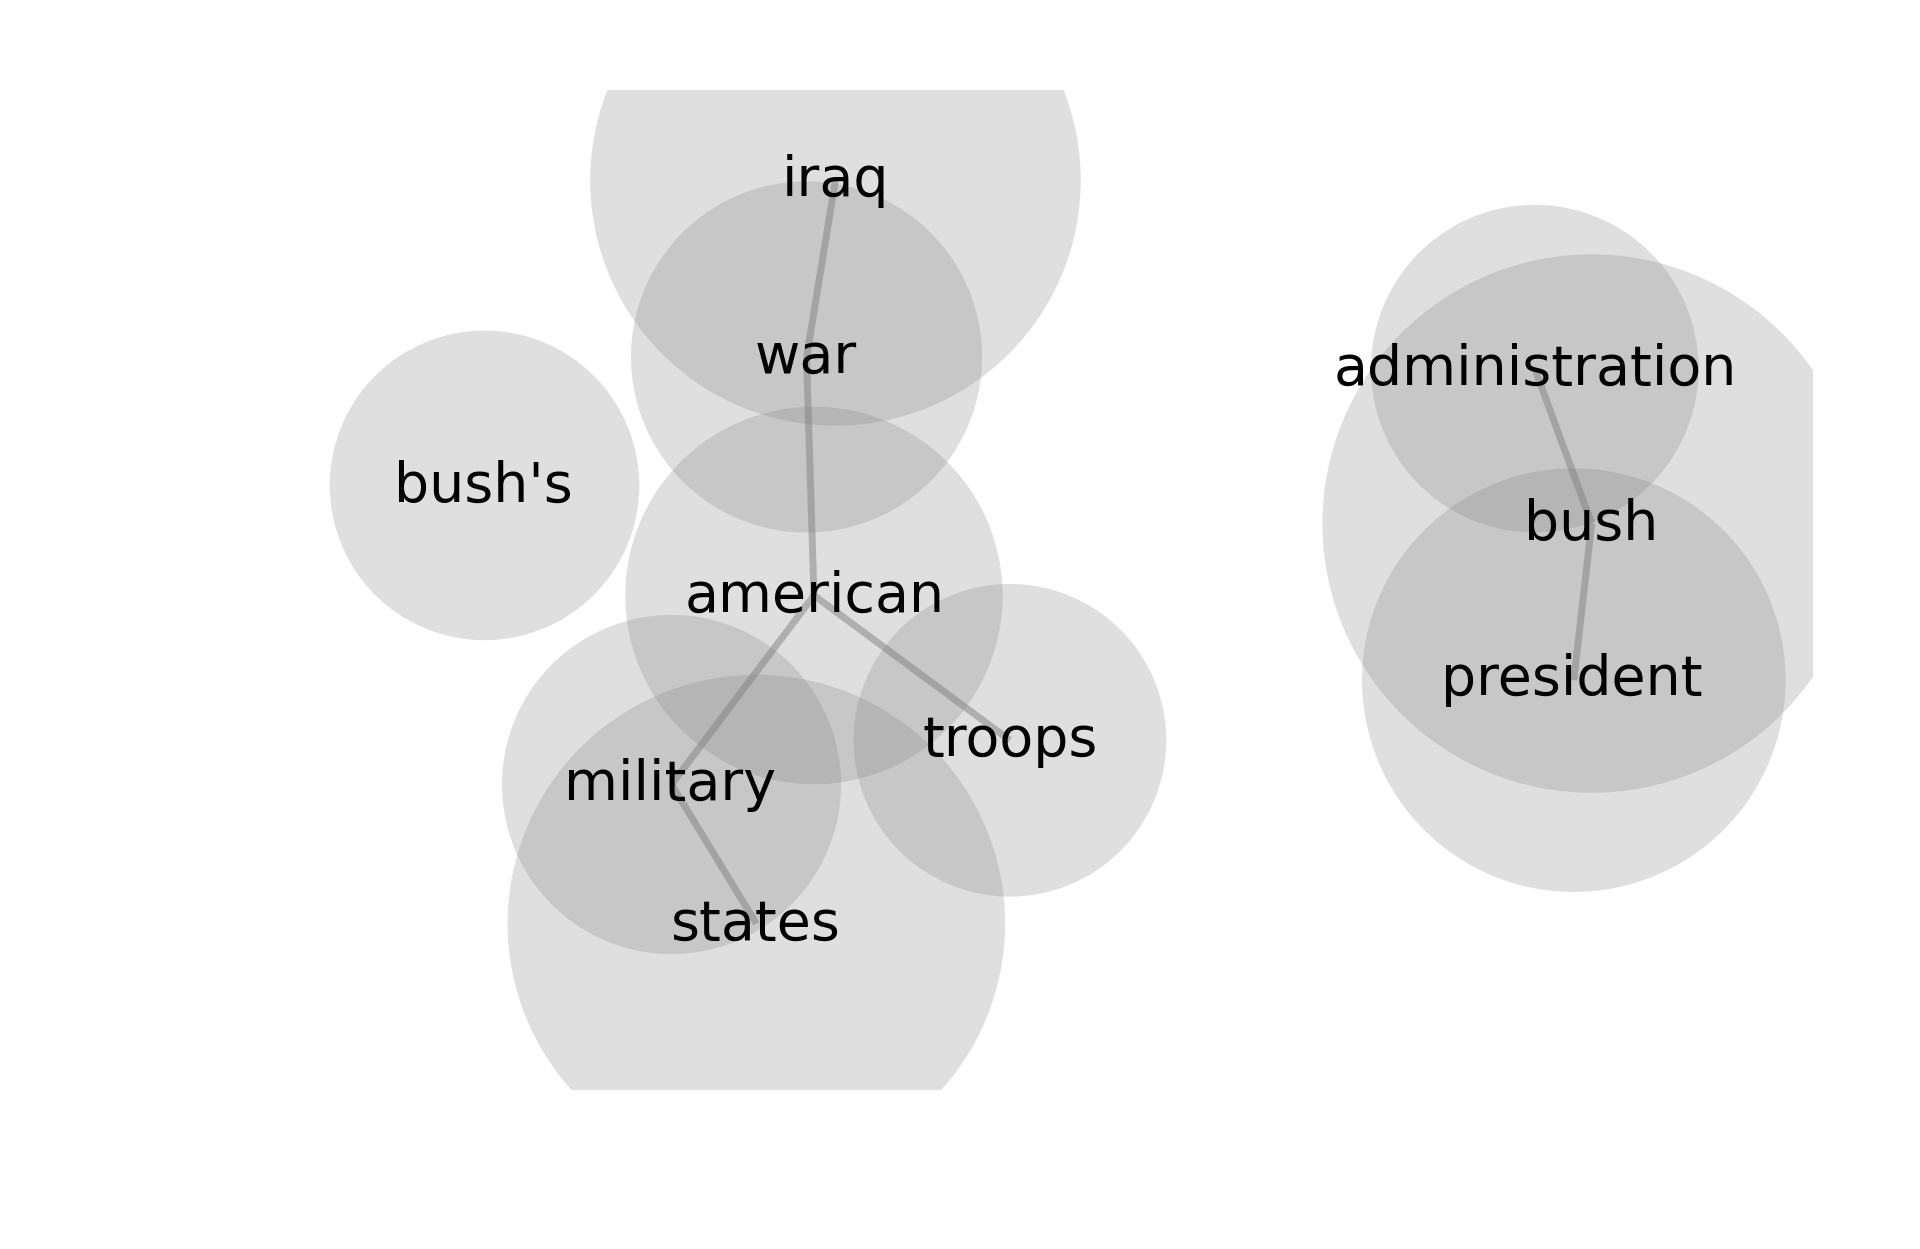 iraq
war
administration
bush's
bush
american
president
troops
military
states